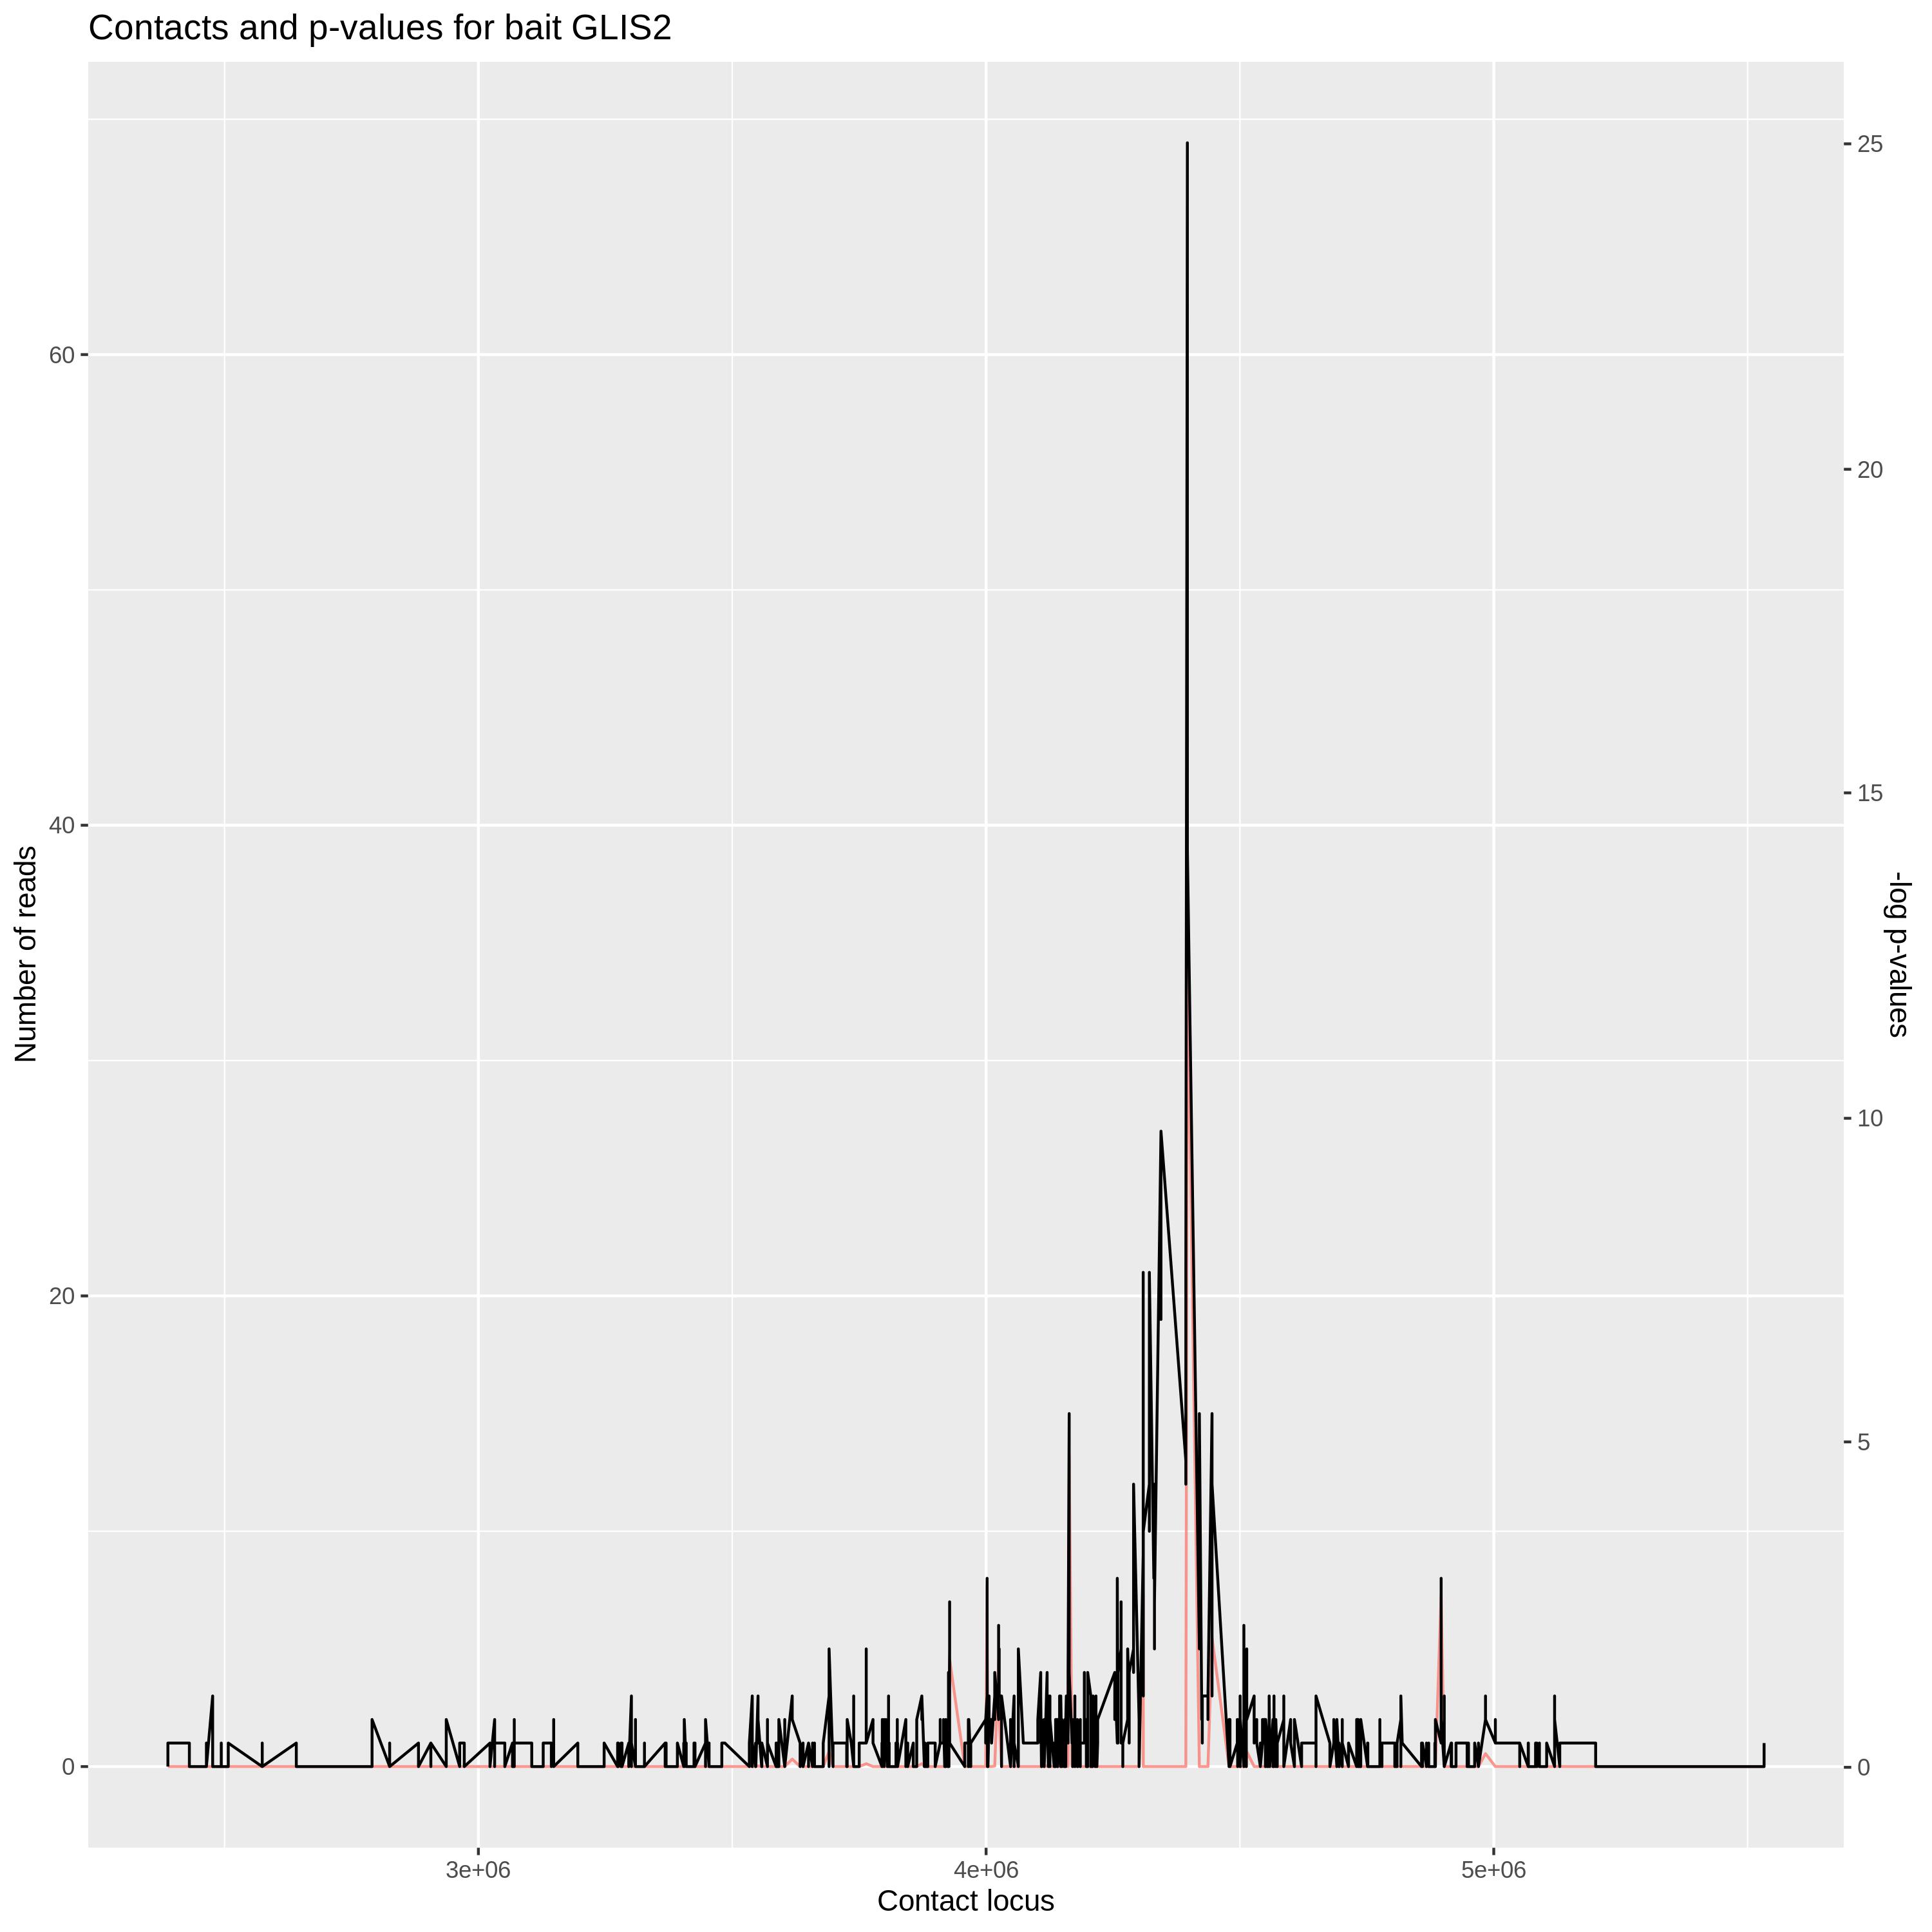 Contacts and p-values for bait GLIS2
25
60
20
40
15
Number of reads
-log p-values
10
20
5
0
0
3e+06
4e+06
5e+06
Contact locus